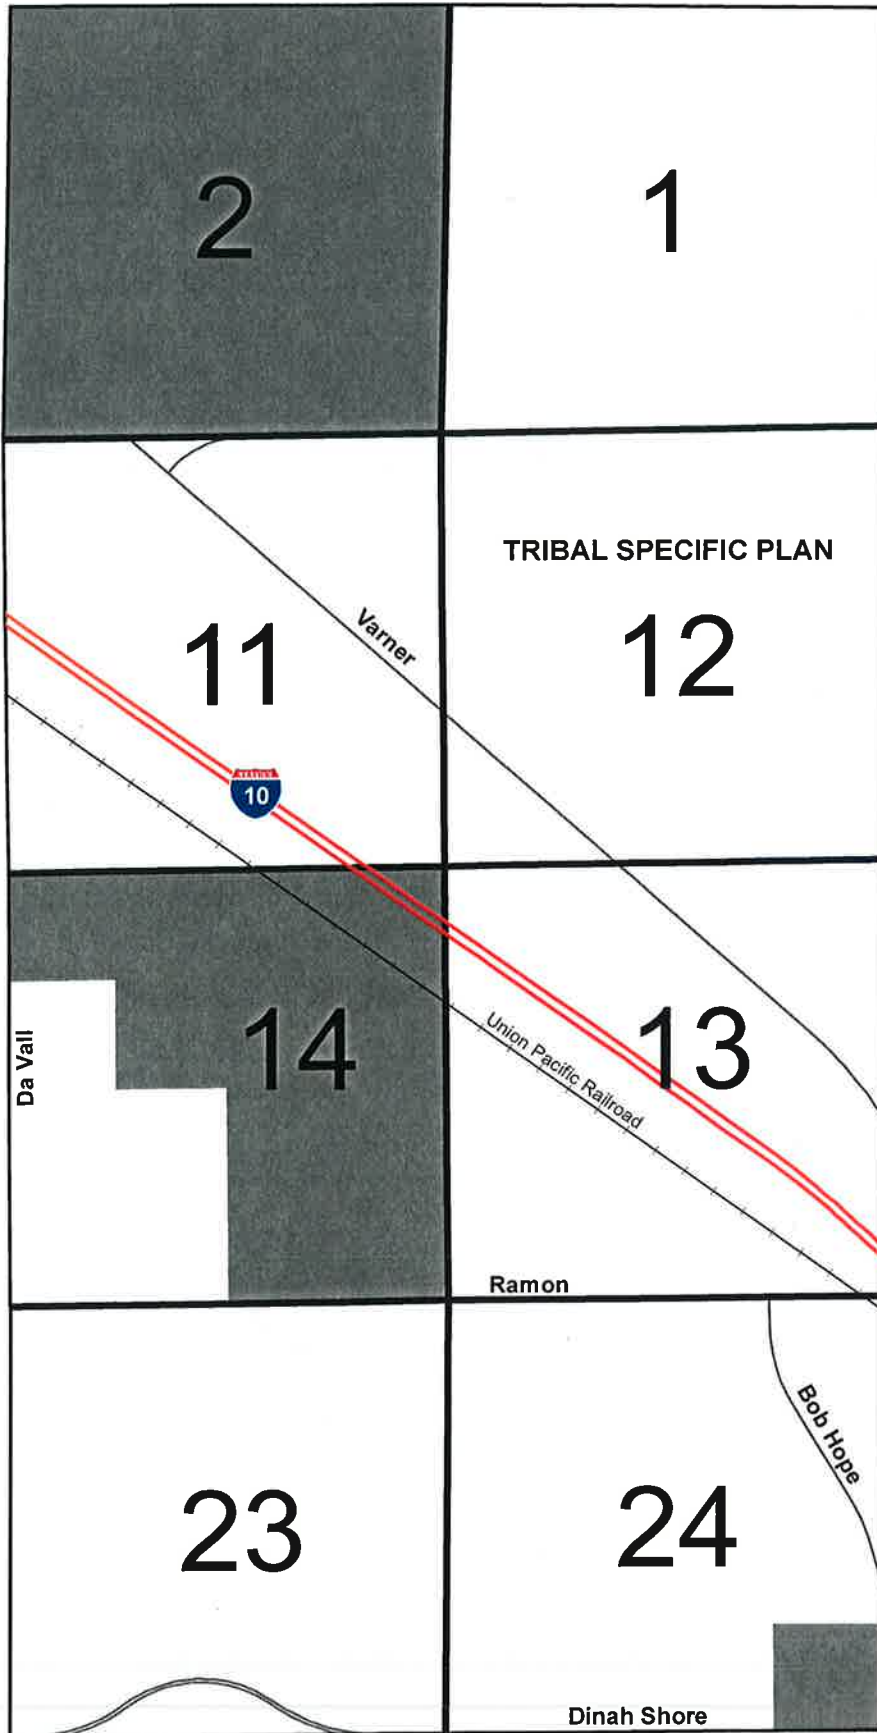 2
1
TRIBAL SPECIFIC PLAN
11
Varner
12
10
14
13
Da Vall
Union Pacific Railroad
Ramon
Bob Hope
23
24
Dinah Shore